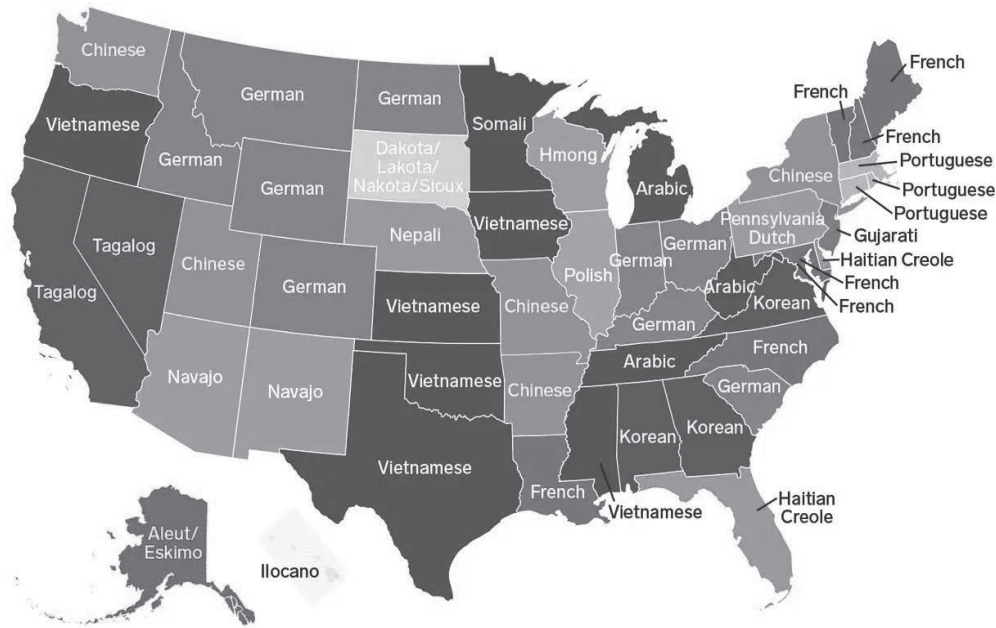 Chinese
Vietnamese
German
German
German
German
Dakota/
Lakota/
Nakota/Sioux
Somali
Hmong
Arabic
French
French
French
Portuguese
Portuguese
Portuguese
Gujarati
Haitian Creole
French
French
Chinese
Pennsylvania
Dutch
Tagalog
Tagalog
Chinese
German
Nepali
Vietnamese
Vietnamese
Chinese
Polish
German
German
German
Arabic
Korean
Navajo
Navajo
Vietnamese
Chinese
Arabic
French
German
Vietnamese
French
Vietnamese
Korean
Korean
Haitian
Creole
Aleut/
Eskimo
Ilocano